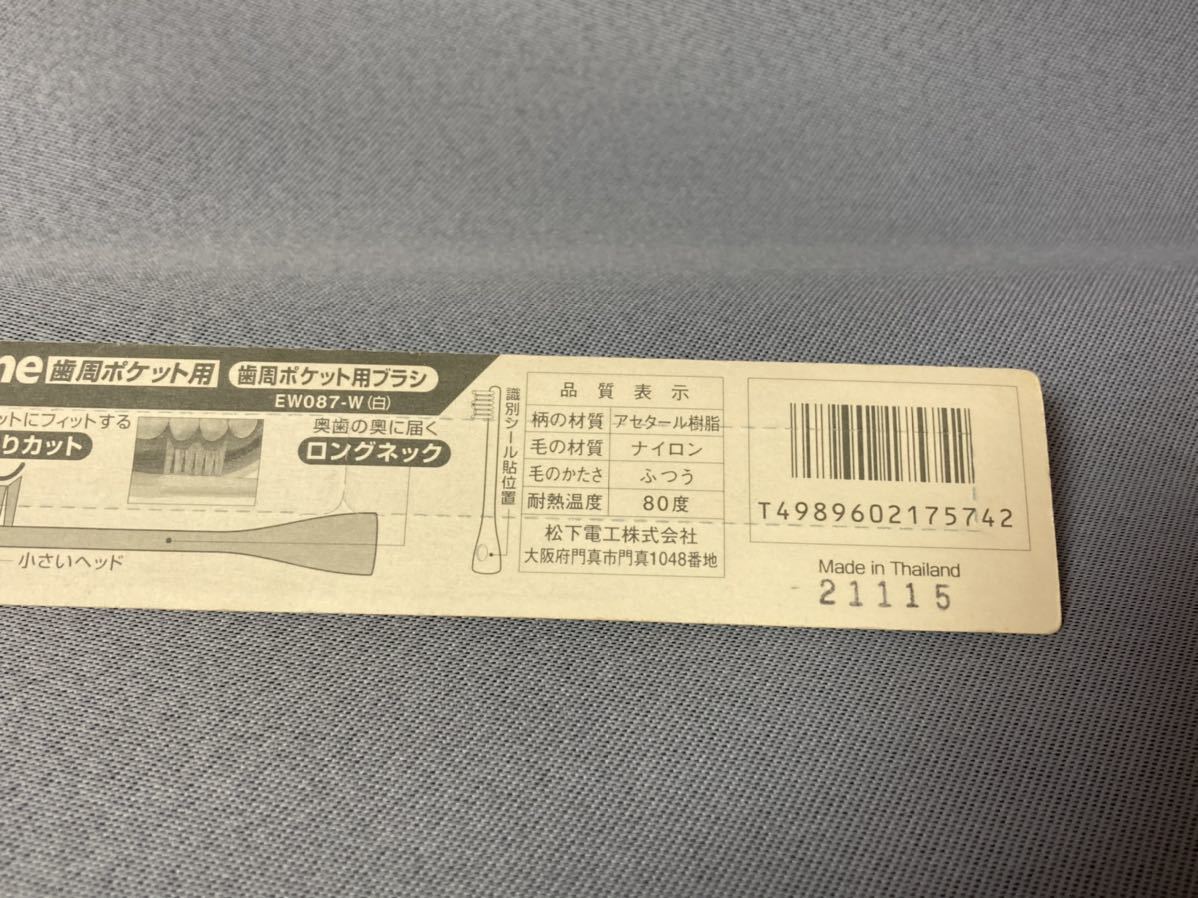 me 歯周ポケット用 歯周ポケット用ブラシ
EW087-W(白)
ットにフィットする
りカット
奥歯の奥に届く
ロングネック
小さいヘッド
識別シール貼位置
品質表示
柄の材質 アセタール樹脂
毛の材質 ナイロン
毛のかたさ ふつう
耐熱温度 80度
松下電工株式会社
大阪府門真市門真1048番地
T4989602175742
Made in Thailand
21115